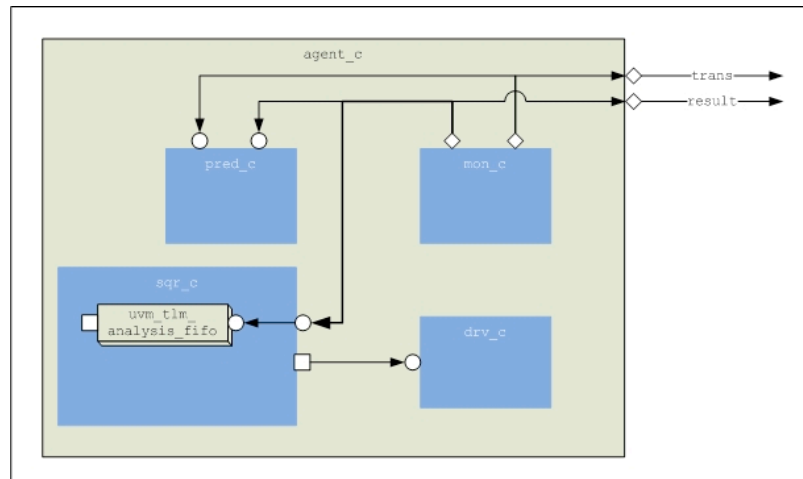 agent_c
trans
result
pred_c
mon_c
sqr_c
uvm_tlm_
analysis_fifo
drv_c